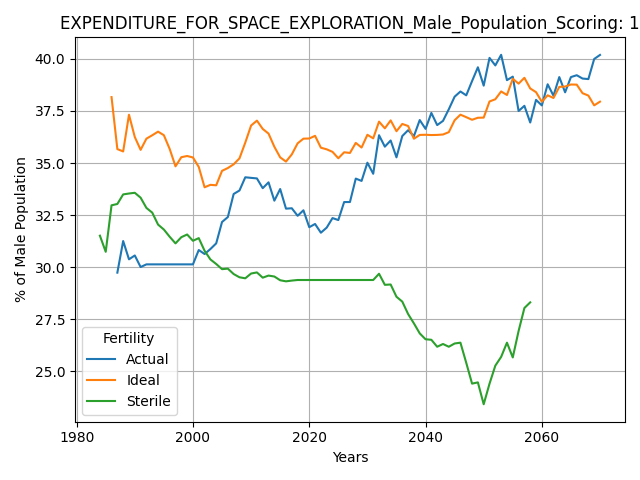 EXPENDITURE_FOR_SPACE_EXPLORATION_Male_Population_Scoring: 1
% of Male Population
40.0
37.5
35.0
32.5
30.0
27.5
25.0
Fertility
Actual
Ideal
Sterile
1980 2000 2020 2040 2060
Years